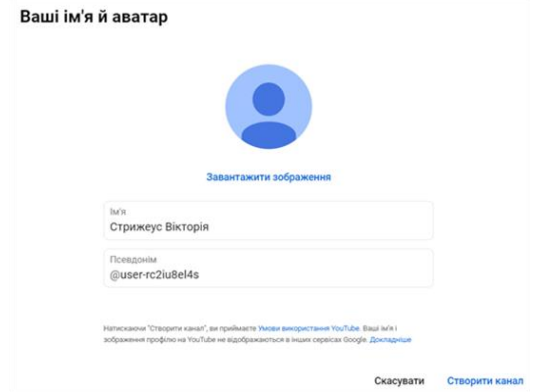 Ваші ім'я й аватар
Завантажити зображення
Ім'я
Стрижеус Вікторія
Псевдонім
@user-rc2iu8el4s
Натискаючи "Створити канал", ви приймаєте Умови використання YouTube. Ваші ім'я і
зображення профілю на YouTube не відображаються в інших сервісах Google. Докладніше
Скасувати Створити канал